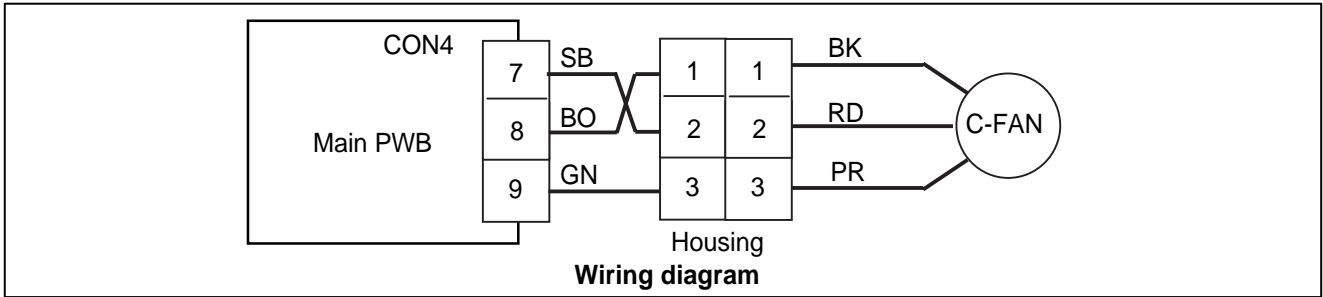 CON4
Main PWB
7 SB 1 1 BK
8 BO 2 2 RD C-FAN
9 GN 3 3 PR
Housing
Wiring diagram